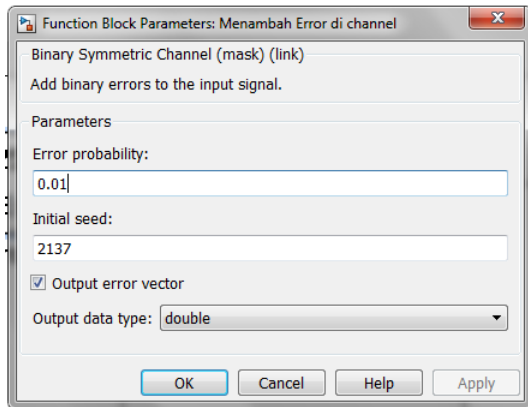 Function Block Parameters: Menambah Error di channel
Binary Symmetric Channel (mask) (link)
Add binary errors to the input signal.
Parameters
Error probability:
0.01
Initial seed:
2137
Output error vector
Output data type: double
OK Cancel Help Apply